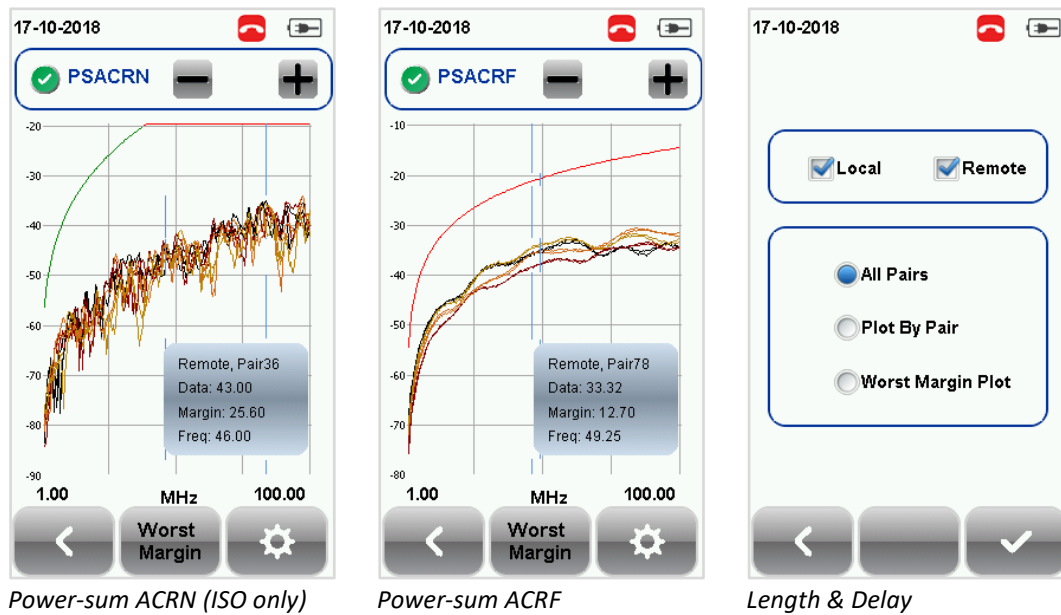 17-10-2018
PSACRN
-20
-30
-40
-50
-60
-70
-80
-90
Remote, Pair36
Data: 43.00
Margin: 25.60
Freq: 46.00
1.00
MHz
100.00
Worst
Margin
Power-sum ACRN (ISO only)
17-10-2018
PSACRF
-10
-20
-30
-40
-50
-60
-70
-80
Remote, Pair78
Data: 33.32
Margin: 12.70
Freq: 49.25
1.00
MHz
100.00
Worst
Margin
Power-sum ACRF
17-10-2018
Local
Remote
All Pairs
Plot By Pair
Worst Margin Plot
Length & Delay